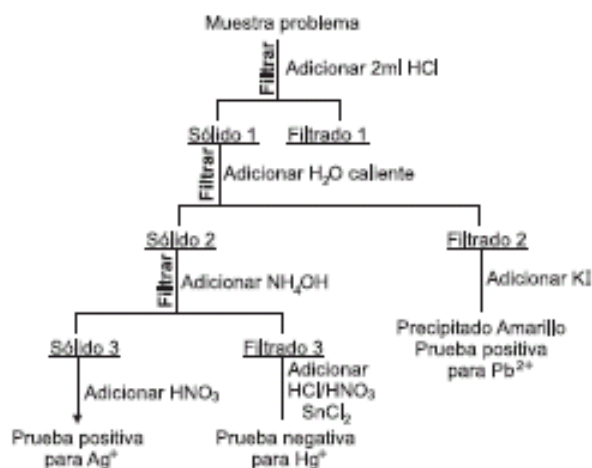 Muestra problema
Filtrar
Adicionar 2ml HCl
Sólido 1 Filtrado 1
Filtrar
Adicionar H₂O caliente
Sólido 2 Filtrado 2
Filtrar
Adicionar NH₄OH
Adicionar KI
Precipitado Amarillo
Prueba positiva
para Pb²⁺
Sólido 3 Filtrado 3
Adicionar HNO₃
Adicionar
HCl/HNO₃
SnCl₂
Prueba positiva
para Ag⁺
Prueba negativa
para Hg⁺